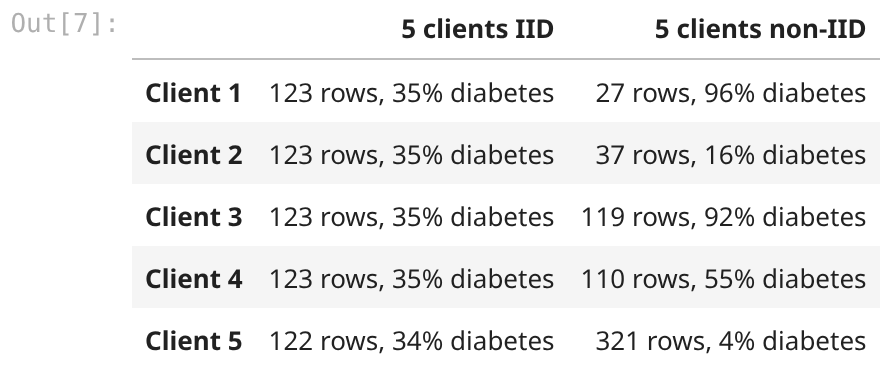 Out[7]:
5 clients IID 5 clients non-IID
Client 1 123 rows, 35% diabetes 27 rows, 96% diabetes
Client 2 123 rows, 35% diabetes 37 rows, 16% diabetes
Client 3 123 rows, 35% diabetes 119 rows, 92% diabetes
Client 4 123 rows, 35% diabetes 110 rows, 55% diabetes
Client 5 122 rows, 34% diabetes 321 rows, 4% diabetes